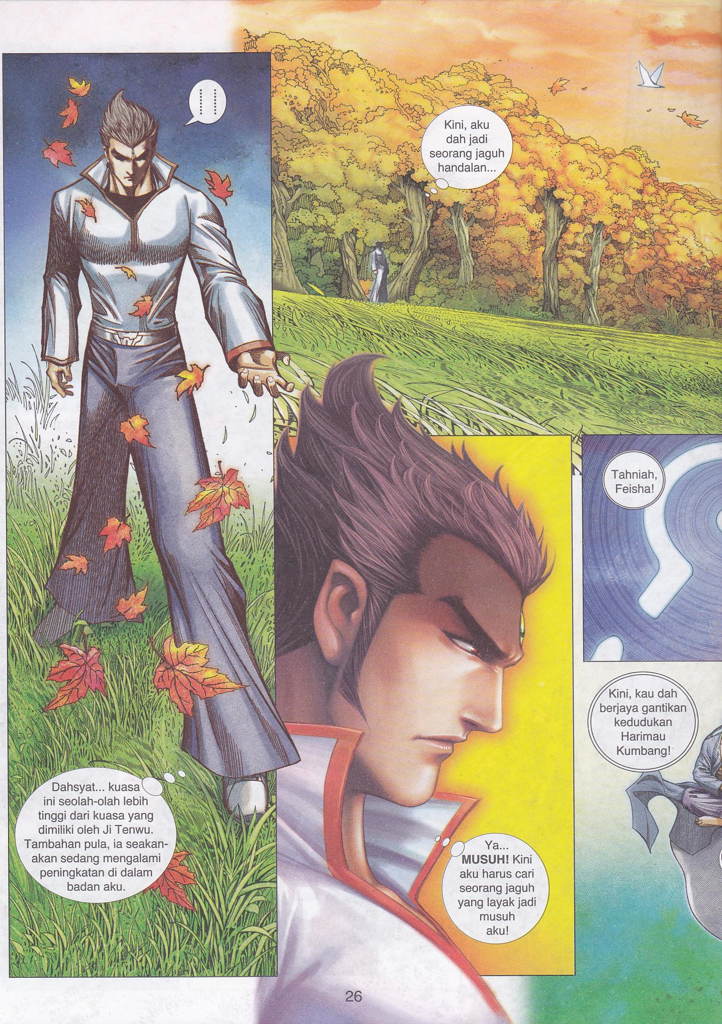 !!
Kini, aku
dah jadi
seorang jaguh
handalan...
Dahsyat... kuasa
ini seolah-olah lebih
tinggi dari kuasa yang
dimiliki oleh Ji Tenwu.
Tambahan pula, ia seakan-
akan sedang mengalami
peningkatan di dalam
badan aku.
Ya...
MUSUH! Kini
aku harus cari
seorang jaguh
yang layak jadi
musuh
aku!
Tahniah,
Feisha!
Kini, kau dah
berjaya gantikan
kedudukan
Harimau
Kumbang!
26